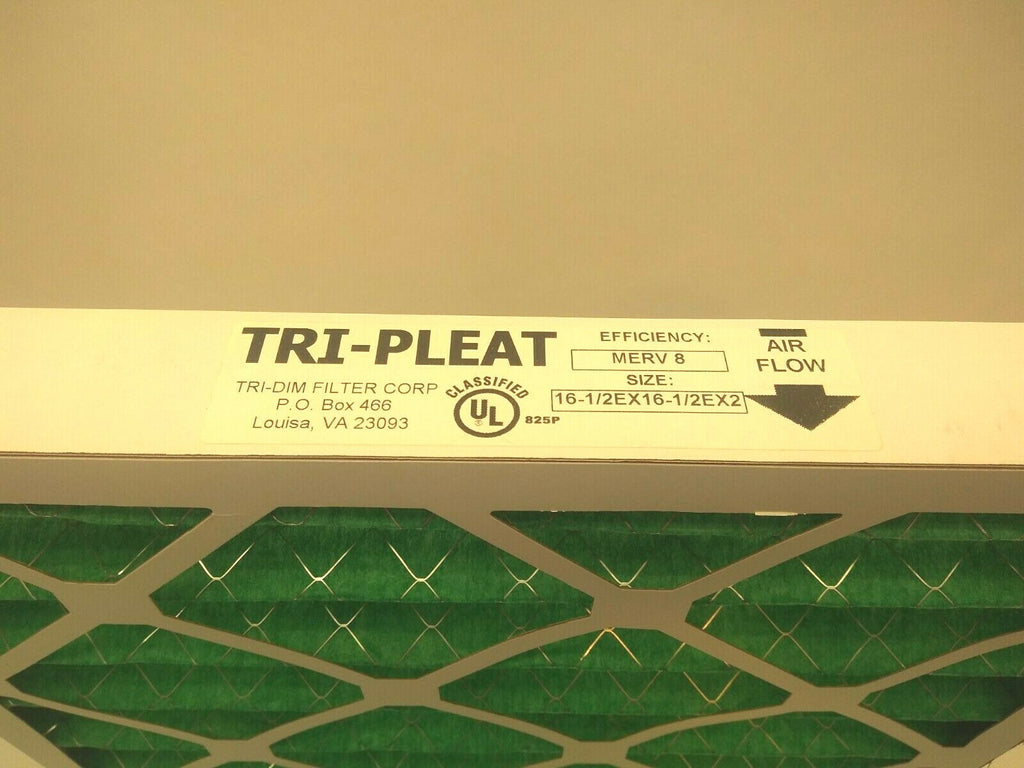 TRI-PLEAT
TRI-DIM FILTER CORP
P.O. Box 466
Louisa, VA 23093
CLASSIFIED
UL
®
825P
EFFICIENCY:
MERV 8
SIZE:
16-1/2EX16-1/2EX2
AIR
FLOW